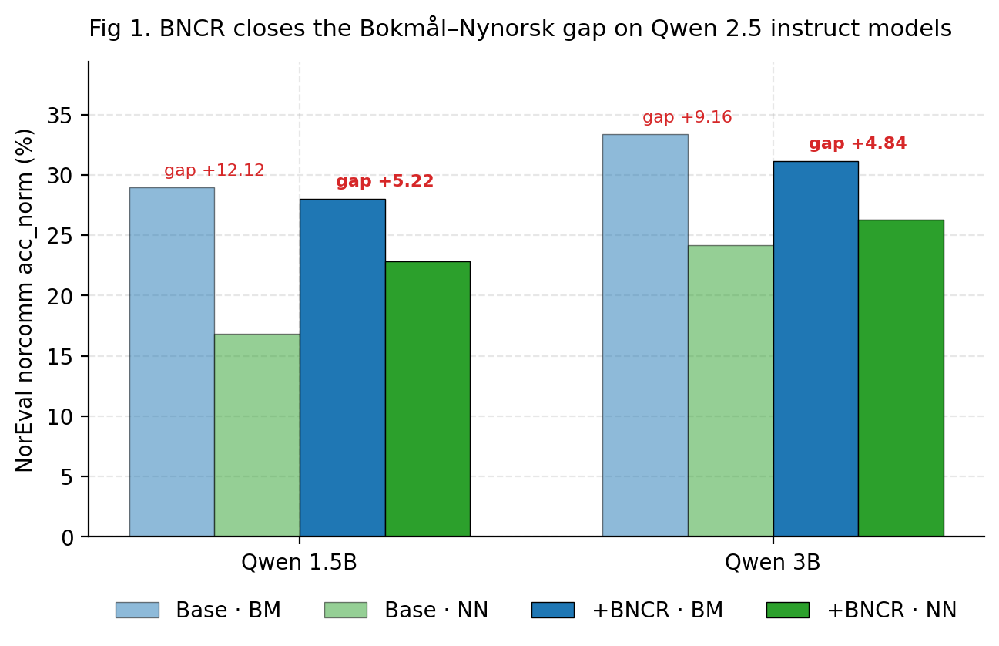 Fig 1. BNCR closes the Bokmål–Nynorsk gap on Qwen 2.5 instruct models
NorEval norcomm acc_norm (%)
35
30
25
20
15
10
5
0
gap +12.12
gap +5.22
gap +9.16
gap +4.84
Qwen 1.5B
Qwen 3B
Base · BM
Base · NN
+BNCR · BM
+BNCR · NN